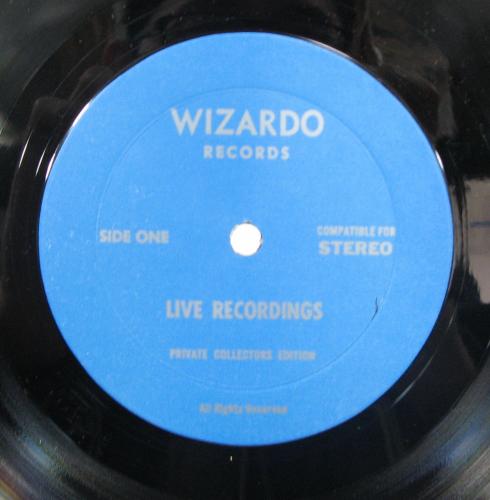 WIZARDO
RECORDS
SIDE ONE
COMPATIBLE FOR
STEREO
LIVE RECORDINGS
PRIVATE COLLECTORS EDITION
All Rights Reserved